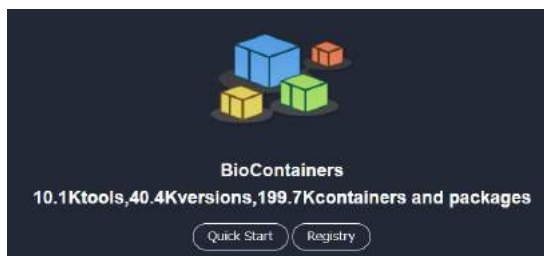 BioContainers
10.1Ktools,40.4Kversions,199.7Kcontainers and packages
Quick Start Registry